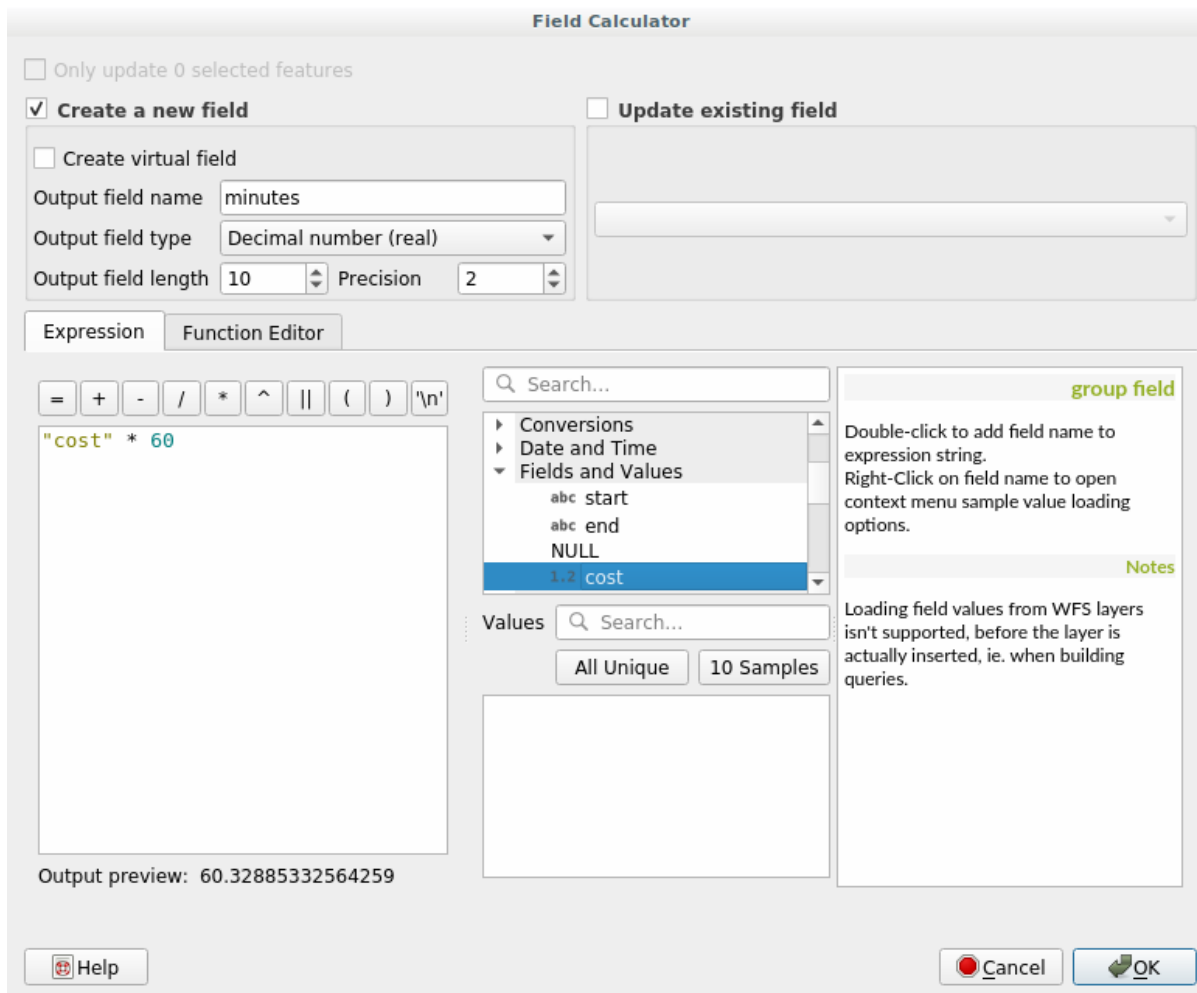 Field Calculator
Only update 0 selected features
Create a new field
Update existing field
Create virtual field
Output field name minutes
Output field type Decimal number (real)
Output field length 10 Precision 2
Expression Function Editor
= + - / * ^ || ( ) '\n'
"cost" * 60
Output preview: 60.32885332564259
Search...
Conversions
Date and Time
Fields and Values
abc start
abc end
NULL
1.2 cost
Values Search...
All Unique 10 Samples
group field
Double-click to add field name to
expression string.
Right-Click on field name to open
context menu sample value loading
options.
Notes
Loading field values from WFS layers
isn't supported, before the layer is
actually inserted, ie. when building
queries.
Help Cancel OK